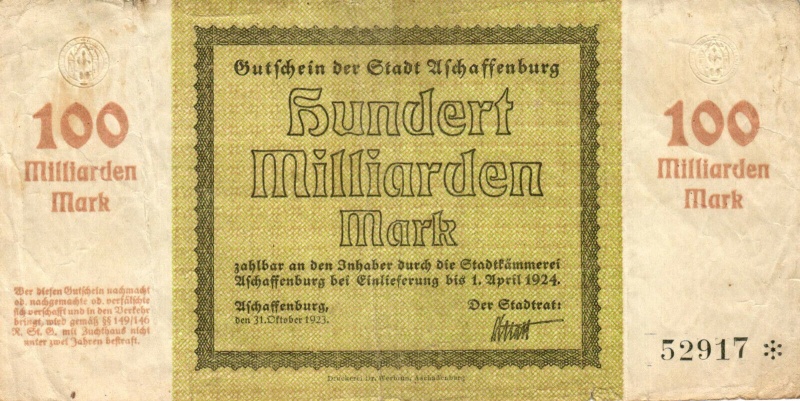 100
Milliarden
Mark
Wer diesen Gutschein nachmacht
od. nachgemachte od. verfälschte
sich verschafft und in den Verkehr
bringt, wird gemäß §§ 149/146
R. St. G. mit Zuchthaus nicht
unter zwei Jahren bestraft.
Gutschein der Stadt Aschaffenburg
Hundert
Milliarden
Mark
zahlbar an den Inhaber durch die Stadtkämmerei
Aschaffenburg bei Einlieferung bis 1. April 1924.
Aschaffenburg,
den 31. Oktober 1923.
Der Stadtrat:
Druckerei Dr. Aschaffenburg
100
Milliarden
Mark
52917 *